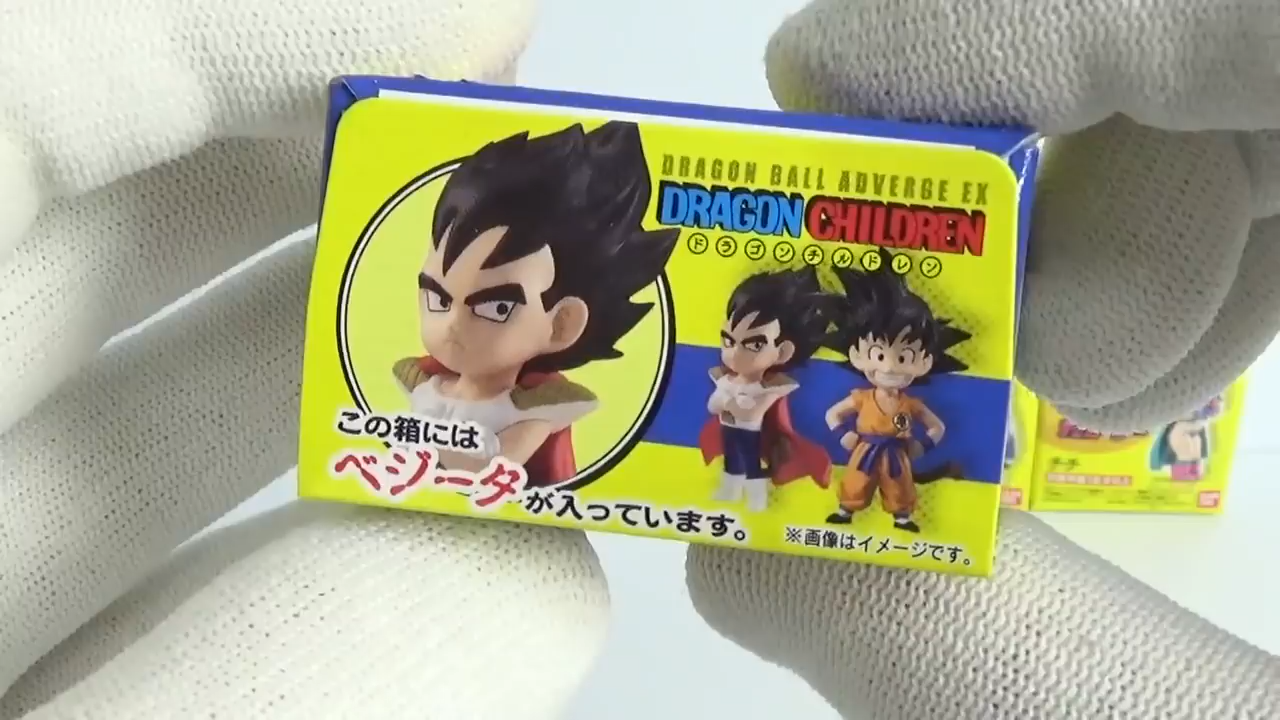 DRAGON BALL ADVERGE EX
DRAGON CHILDREN
ドラゴンチルドレン
この箱には
ベジータが入っています。
※画像はイメージです。